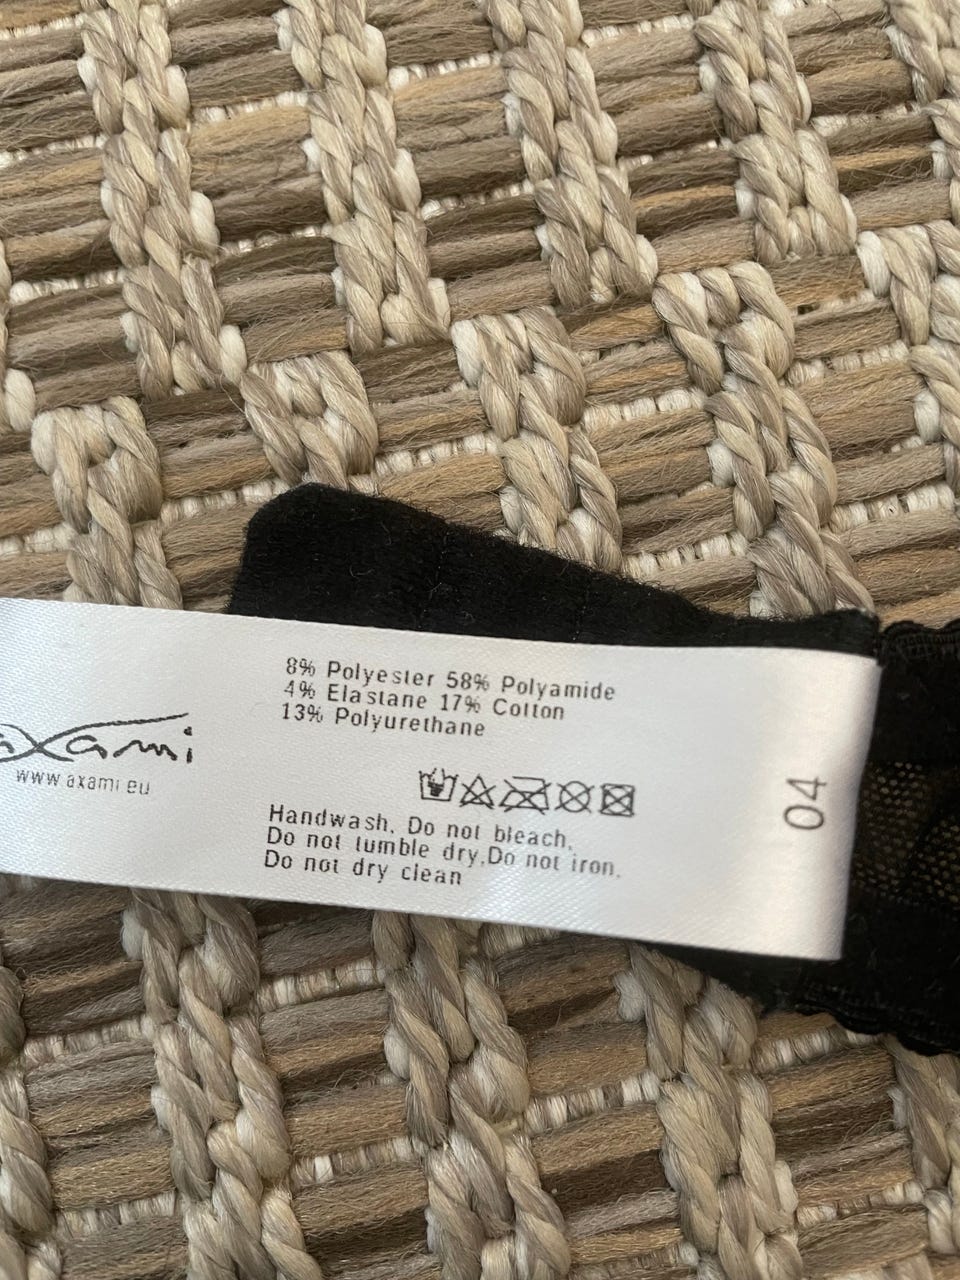 axami
www.axami.eu
8% Polyester 58% Polyamide
4% Elastane 17% Cotton
13% Polyurethane
Handwash. Do not bleach.
Do not tumble dry.Do not iron.
Do not dry clean
04